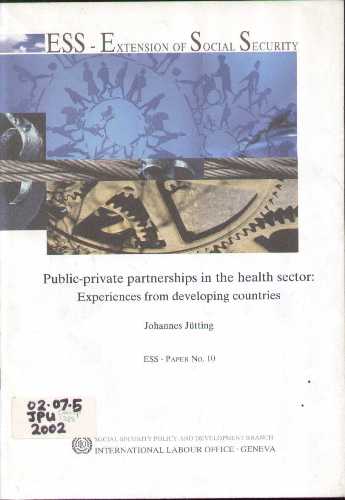 ESS - EXTENSION OF SOCIAL SECURITY
Public-private partnerships in the health sector:
Experiences from developing countries
Johannes Jütting
ESS - PAPER NO. 10
02.07.5
JPU
2002
SOCIAL SECURITY POLICY AND DEVELOPMENT BRANCH
INTERNATIONAL LABOUR OFFICE - GENEVA